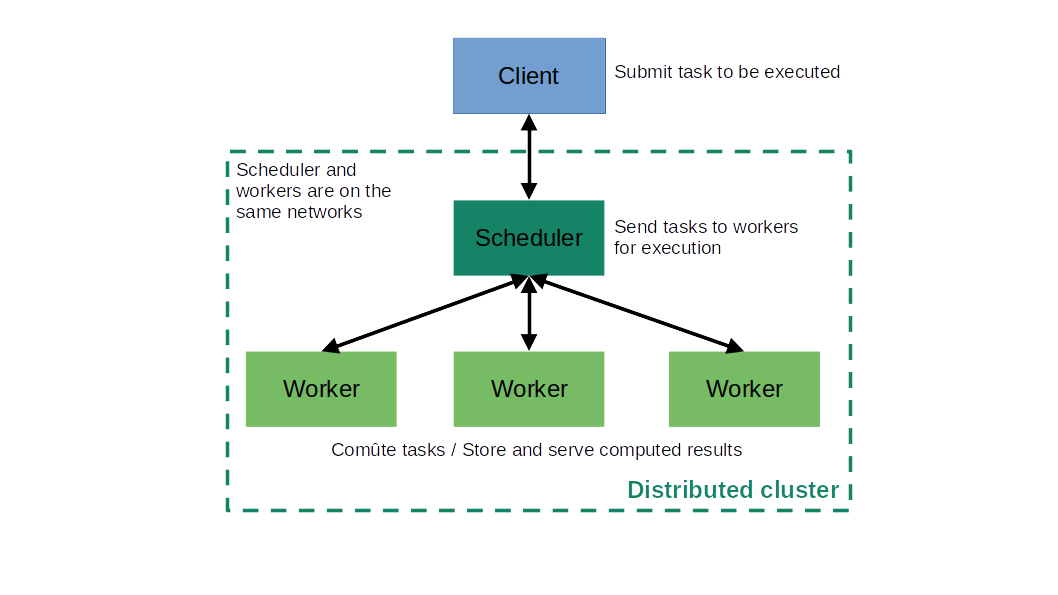 Client
Submit task to be executed
Scheduler and
workers are on the
same networks
Scheduler
Send tasks to workers
for execution
Worker
Worker
Worker
Comûte tasks / Store and serve computed results
Distributed cluster